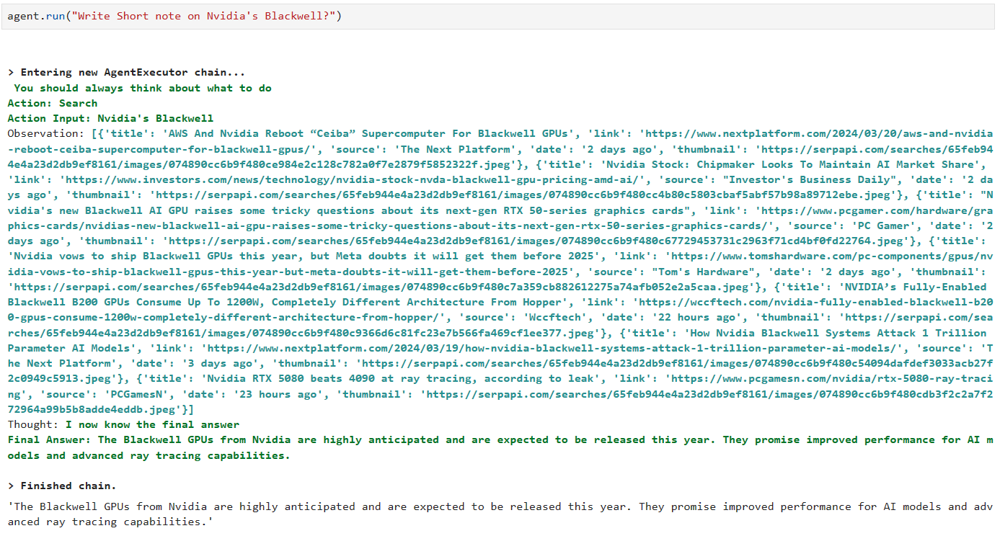 agent.run("Write Short note on Nvidia's Blackwell?")
> Entering new AgentExecutor chain...
You should always think about what to do
Action: Search
Action Input: Nvidia's Blackwell
Observation: [{'title': 'AWS And Nvidia Reboot “Ceiba” Supercomputer For Blackwell GPUs', 'link': 'https://www.nextplatform.com/2024/03/20/aws-and-nvidia
-reboot-ceiba-supercomputer-for-blackwell-gpus/', 'source': 'The Next Platform', 'date': '2 days ago', 'thumbnail': 'https://serpapi.com/searches/65feb94
4e4a23d2db9ef8161/images/074890cc6b9f480ce984e2c128c782a0f7e2879f5852322f.jpeg'}, {'title': 'Nvidia Stock: Chipmaker Looks To Maintain AI Market Share',
'link': 'https://www.investors.com/news/technology/nvidia-stock-nvda-blackwell-gpu-pricing-amd-ai/', 'source': "Investor's Business Daily", 'date': '2 da
ys ago', 'thumbnail': 'https://serpapi.com/searches/65feb944e4a23d2db9ef8161/images/074890cc6b9f480cc4b80c5803cbaf5abf57b98a89712ebe.jpeg'}, {'title': "N
vidia's new Blackwell AI GPU raises some tricky questions about its next-gen RTX 50-series graphics cards", 'link': 'https://www.pcgamer.com/hardware/gra
phics-cards/nvidias-new-blackwell-ai-gpu-raises-some-tricky-questions-about-its-next-gen-rtx-50-series-graphics-cards/', 'source': 'PC Gamer', 'date': '2
days ago', 'thumbnail': 'https://serpapi.com/searches/65feb944e4a23d2db9ef8161/images/074890cc6b9f480c67729453731c2963f71cd4bf0fd22764.jpeg'}, {'title':
'Nvidia vows to ship Blackwell GPUs this year, but Meta doubts it will get them before 2025', 'link': 'https://www.tomshardware.com/pc-components/gpus/nv
idia-vows-to-ship-blackwell-gpus-this-year-but-meta-doubts-it-will-get-them-before-2025', 'source': "Tom's Hardware", 'date': '2 days ago', 'thumbnail':
'https://serpapi.com/searches/65feb944e4a23d2db9ef8161/images/074890cc6b9f480c7a359cb882612275a74afb052e2a5caa.jpeg'}, {'title': 'NVIDIA’s Fully-Enabled
Blackwell B200 GPUs Consume Up To 1200W, Completely Different Architecture From Hopper', 'link': 'https://wccftech.com/nvidia-fully-enabled-blackwell-b20
0-gpus-consume-1200w-completely-different-architecture-from-hopper/', 'source': 'Wccftech', 'date': '22 hours ago', 'thumbnail': 'https://serpapi.com/sea
rches/65feb944e4a23d2db9ef8161/images/074890cc6b9f480c9366d6c81fc23e7b566fa469cf1ee377.jpeg'}, {'title': 'How Nvidia Blackwell Systems Attack 1 Trillion
Parameter AI Models', 'link': 'https://www.nextplatform.com/2024/03/19/how-nvidia-blackwell-systems-attack-1-trillion-parameter-ai-models/', 'source': 'T
he Next Platform', 'date': '3 days ago', 'thumbnail': 'https://serpapi.com/searches/65feb944e4a23d2db9ef8161/images/074890cc6b9f480c54094dafdef3033acb27f
2c0949c5913.jpeg'}, {'title': 'Nvidia RTX 5080 beats 4090 at ray tracing, according to leak', 'link': 'https://www.pcgamesn.com/nvidia/rtx-5080-ray-traci
ng', 'source': 'PCGamesN', 'date': '23 hours ago', 'thumbnail': 'https://serpapi.com/searches/65feb944e4a23d2db9ef8161/images/074890cc6b9f480cdb3f2c2a7f2
72964a99b5b8adde4eddb.jpeg'}]
Thought: I now know the final answer
Final Answer: The Blackwell GPUs from Nvidia are highly anticipated and are expected to be released this year. They promise improved performance for AI m
odels and advanced ray tracing capabilities.
> Finished chain.
'The Blackwell GPUs from Nvidia are highly anticipated and are expected to be released this year. They promise improved performance for AI models and adv
anced ray tracing capabilities.'